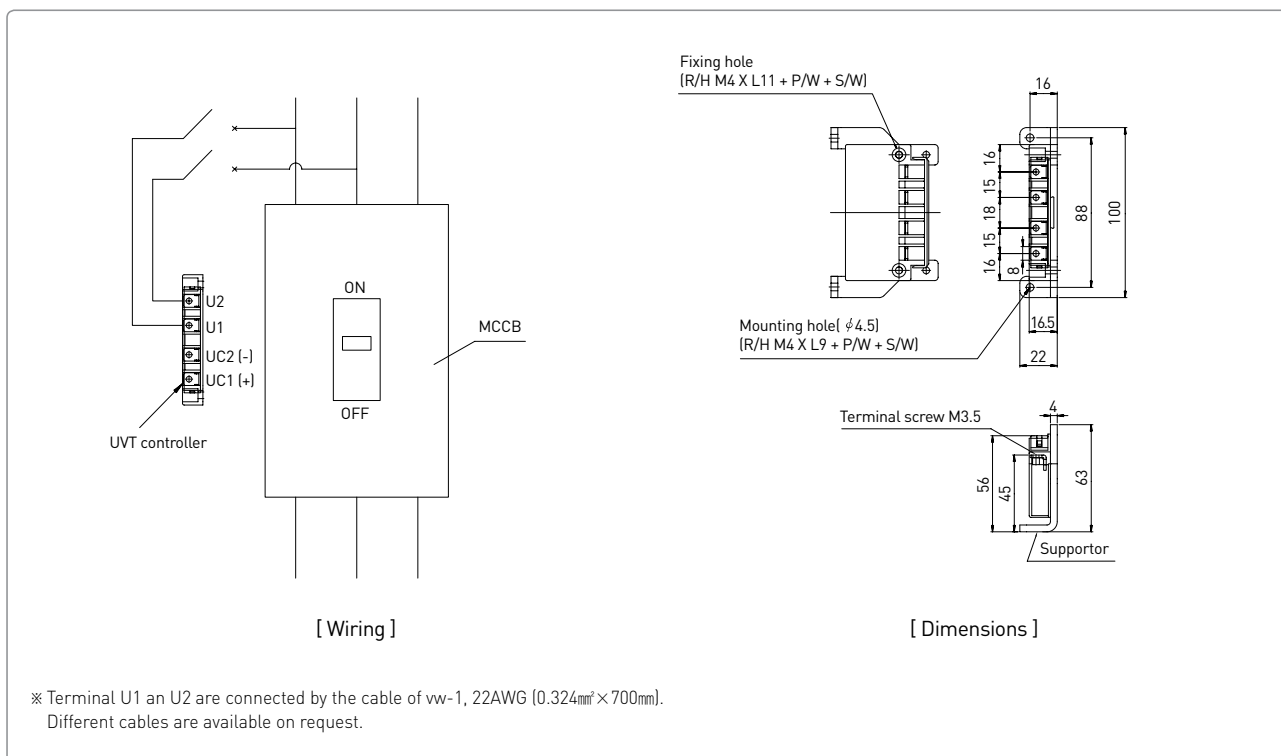 ON
OFF
MCCB
U2
U1
UC2 (-)
UC1 (+)
UVT controller
[ Wiring ]
Fixing hole
(R/H M4 X L11 + P/W + S/W)
16
16
15
18
15
16
8
88
100
Mounting hole( ϕ4.5)
(R/H M4 X L9 + P/W + S/W)
16.5
22
Terminal screw M3.5
4
56
45
63
Supportor
[ Dimensions ]
※ Terminal U1 an U2 are connected by the cable of vw-1, 22AWG (0.324㎟×700㎜).
Different cables are available on request.